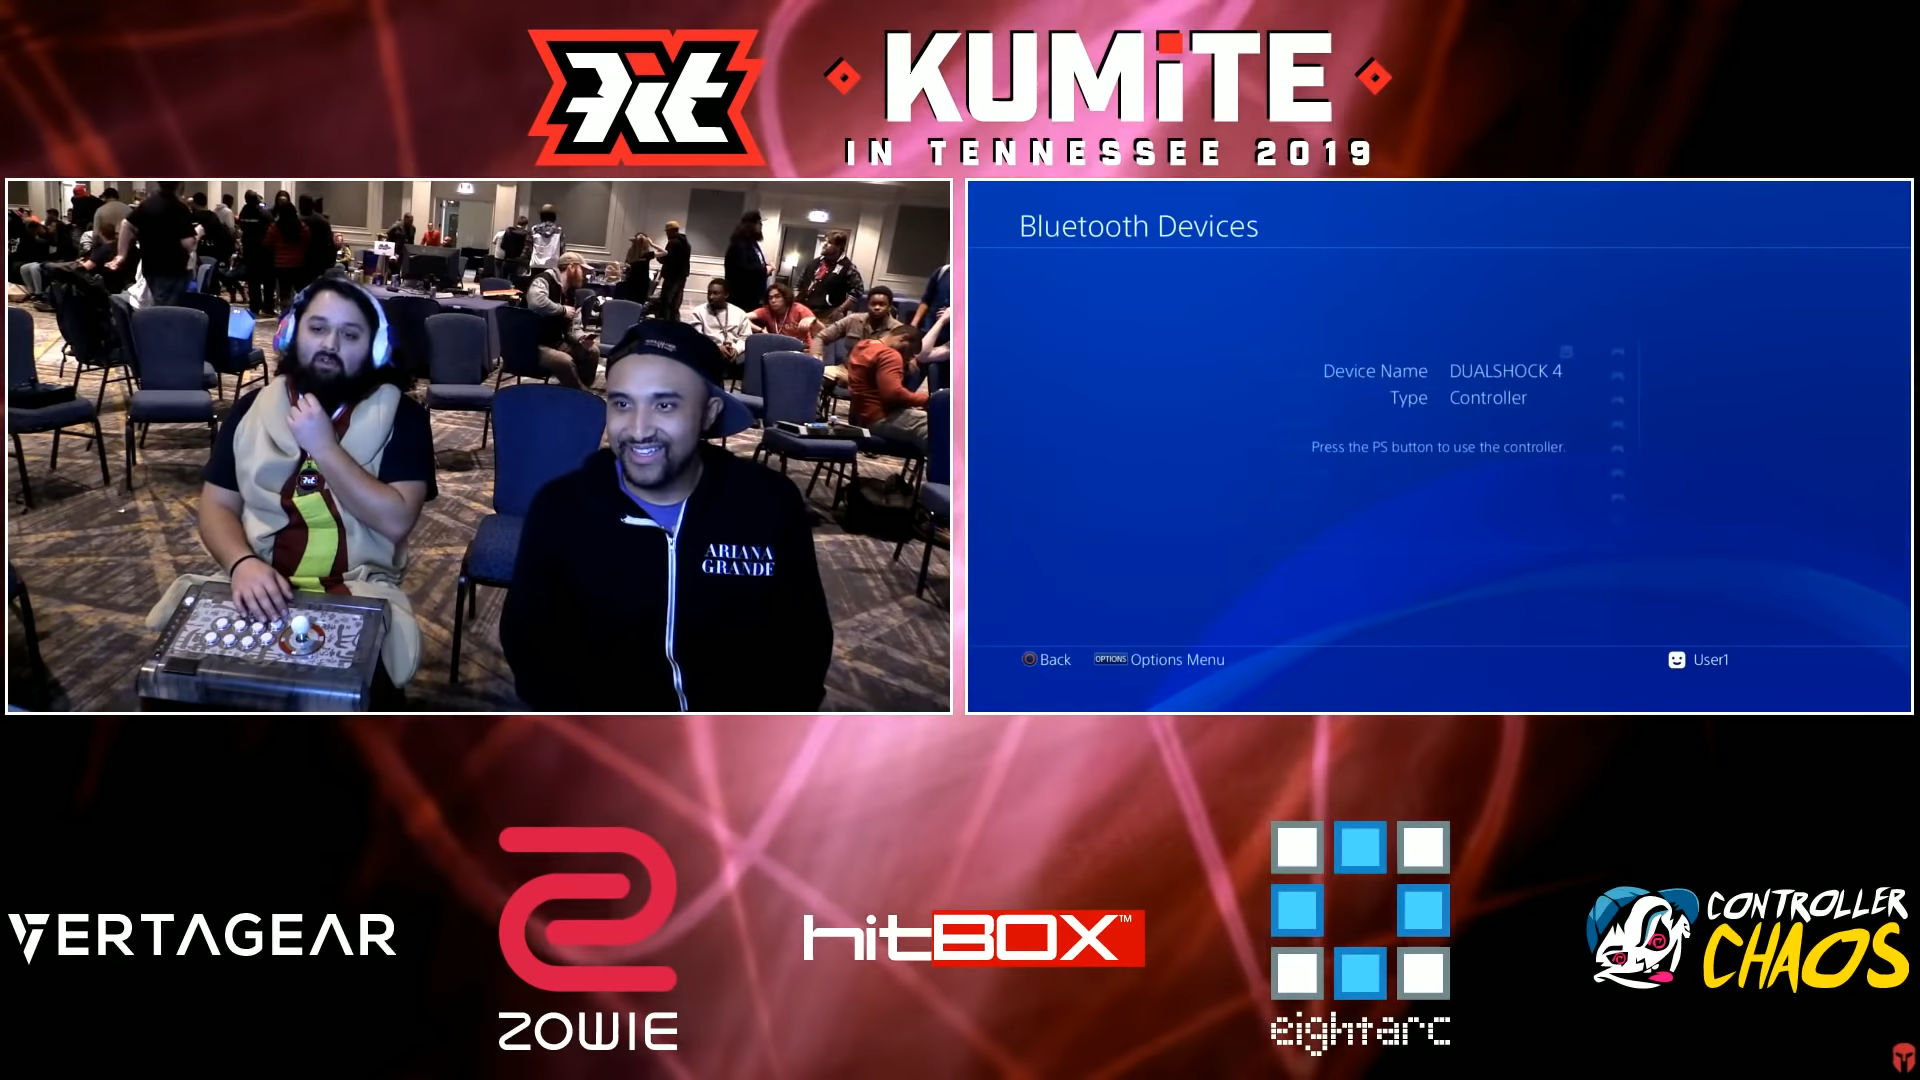 KiT
KUMiTE
IN TENNESSEE 2019
ARIANA
GRANDE
Bluetooth Devices
Device Name DUALSHOCK 4
Type Controller
Press the PS button to use the controller.
Back OPTIONS Options Menu
User1
VERTAGEAR
ZOWIE
hitBOX™
eightarc
CONTROLLER
CHAOS